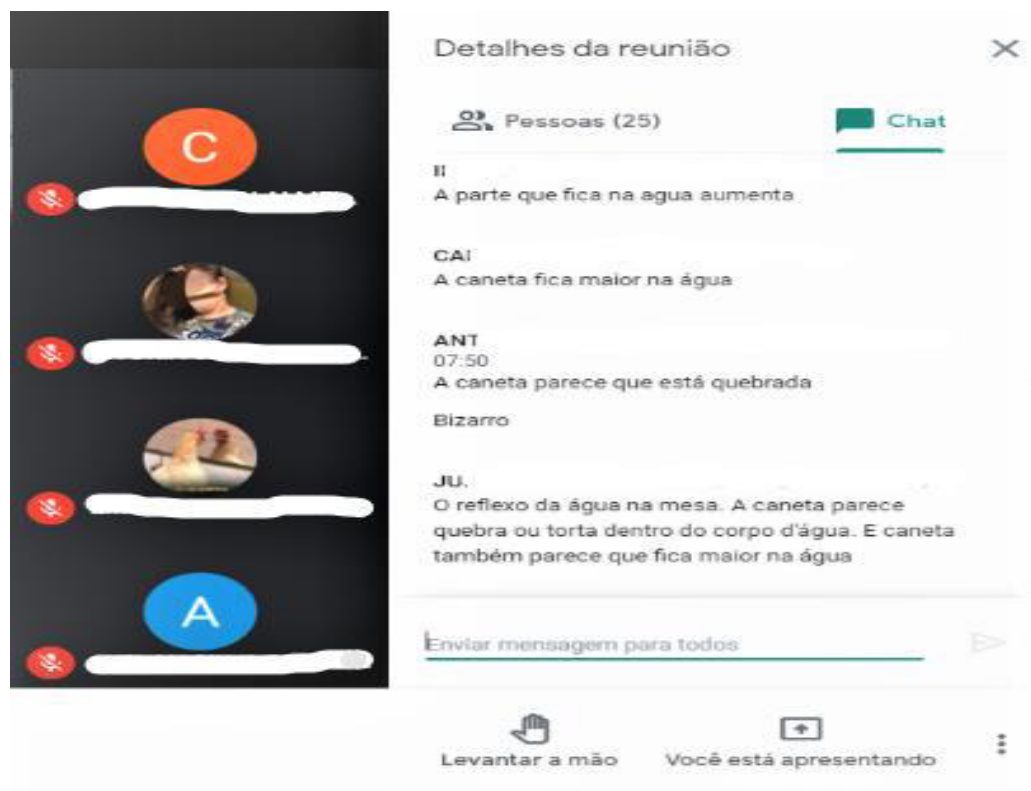 Detalhes da reunião
Pessoas (25)
Chat
A parte que fica na agua aumenta
CAI
A caneta fica maior na água
ANT
07:50
A caneta parece que está quebrada
Bizarro
JU.
O reflexo da água na mesa. A caneta parece
quebra ou torta dentro do corpo d'água. E caneta
também parece que fica maior na água
Enviar mensagem para todos
Levantar a mão
Você está apresentando
C
A